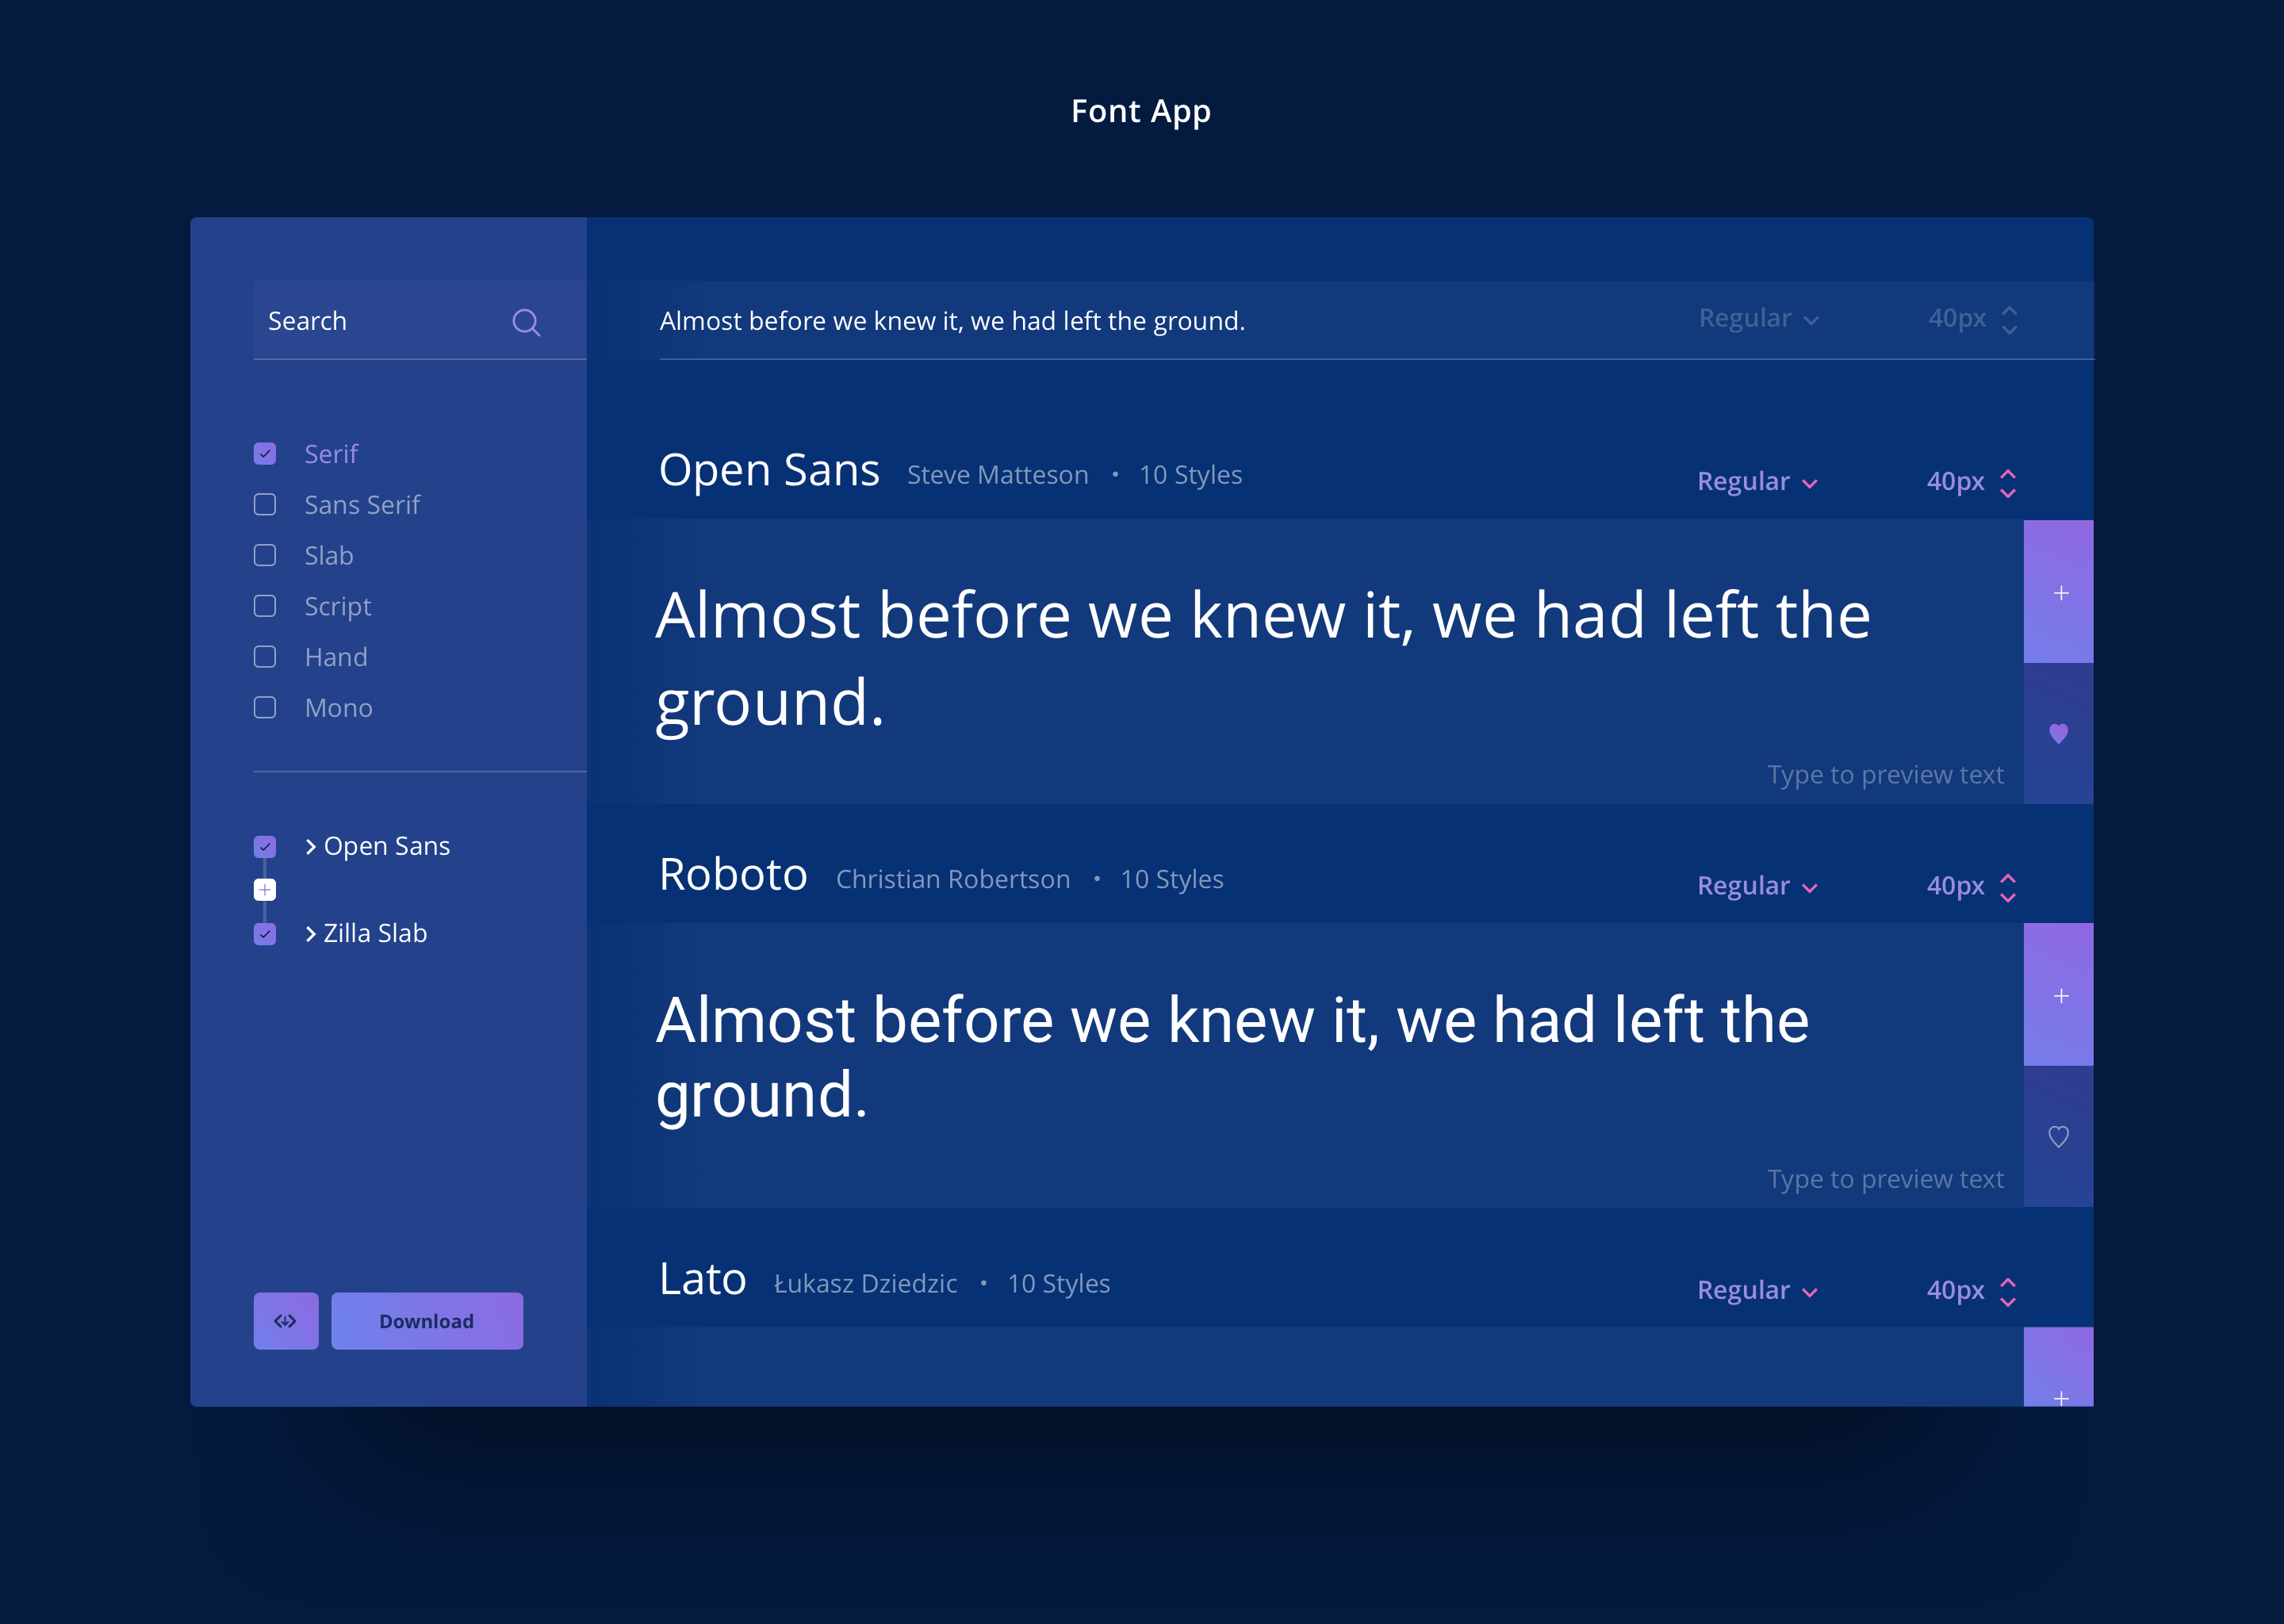 Font App
Search
Almost before we knew it, we had left the ground.
Regular
40px
Serif
Sans Serif
Slab
Script
Hand
Mono
Open Sans
Zilla Slab
Download
Open Sans Steve Matteson • 10 Styles
Regular
40px
Almost before we knew it, we had left the
ground.
Type to preview text
Roboto Christian Robertson • 10 Styles
Regular
40px
Almost before we knew it, we had left the
ground.
Type to preview text
Lato Łukasz Dziedzic • 10 Styles
Regular
40px